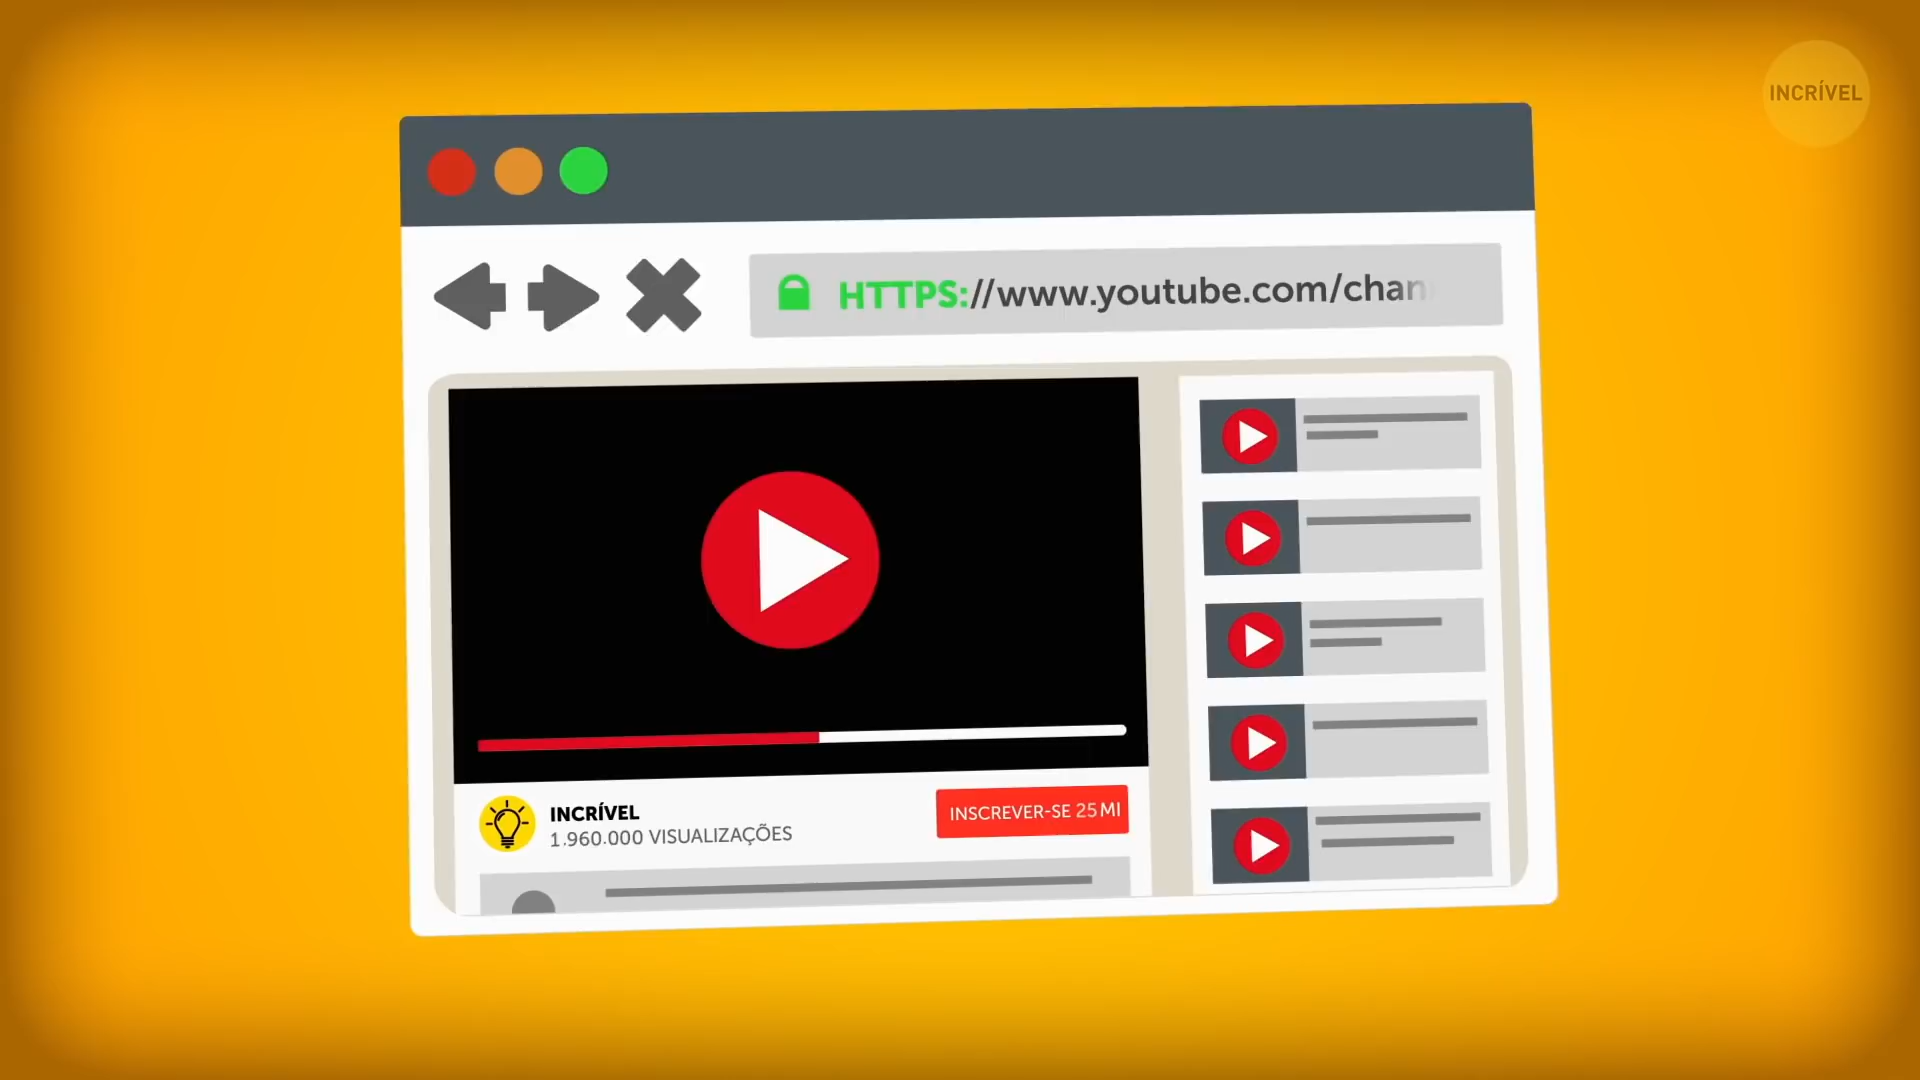 INCRÍVEL
HTTPS://www.youtube.com/chan
INCRÍVEL
1.960.000 VISUALIZAÇÕES
INSCREVER-SE 25 MI